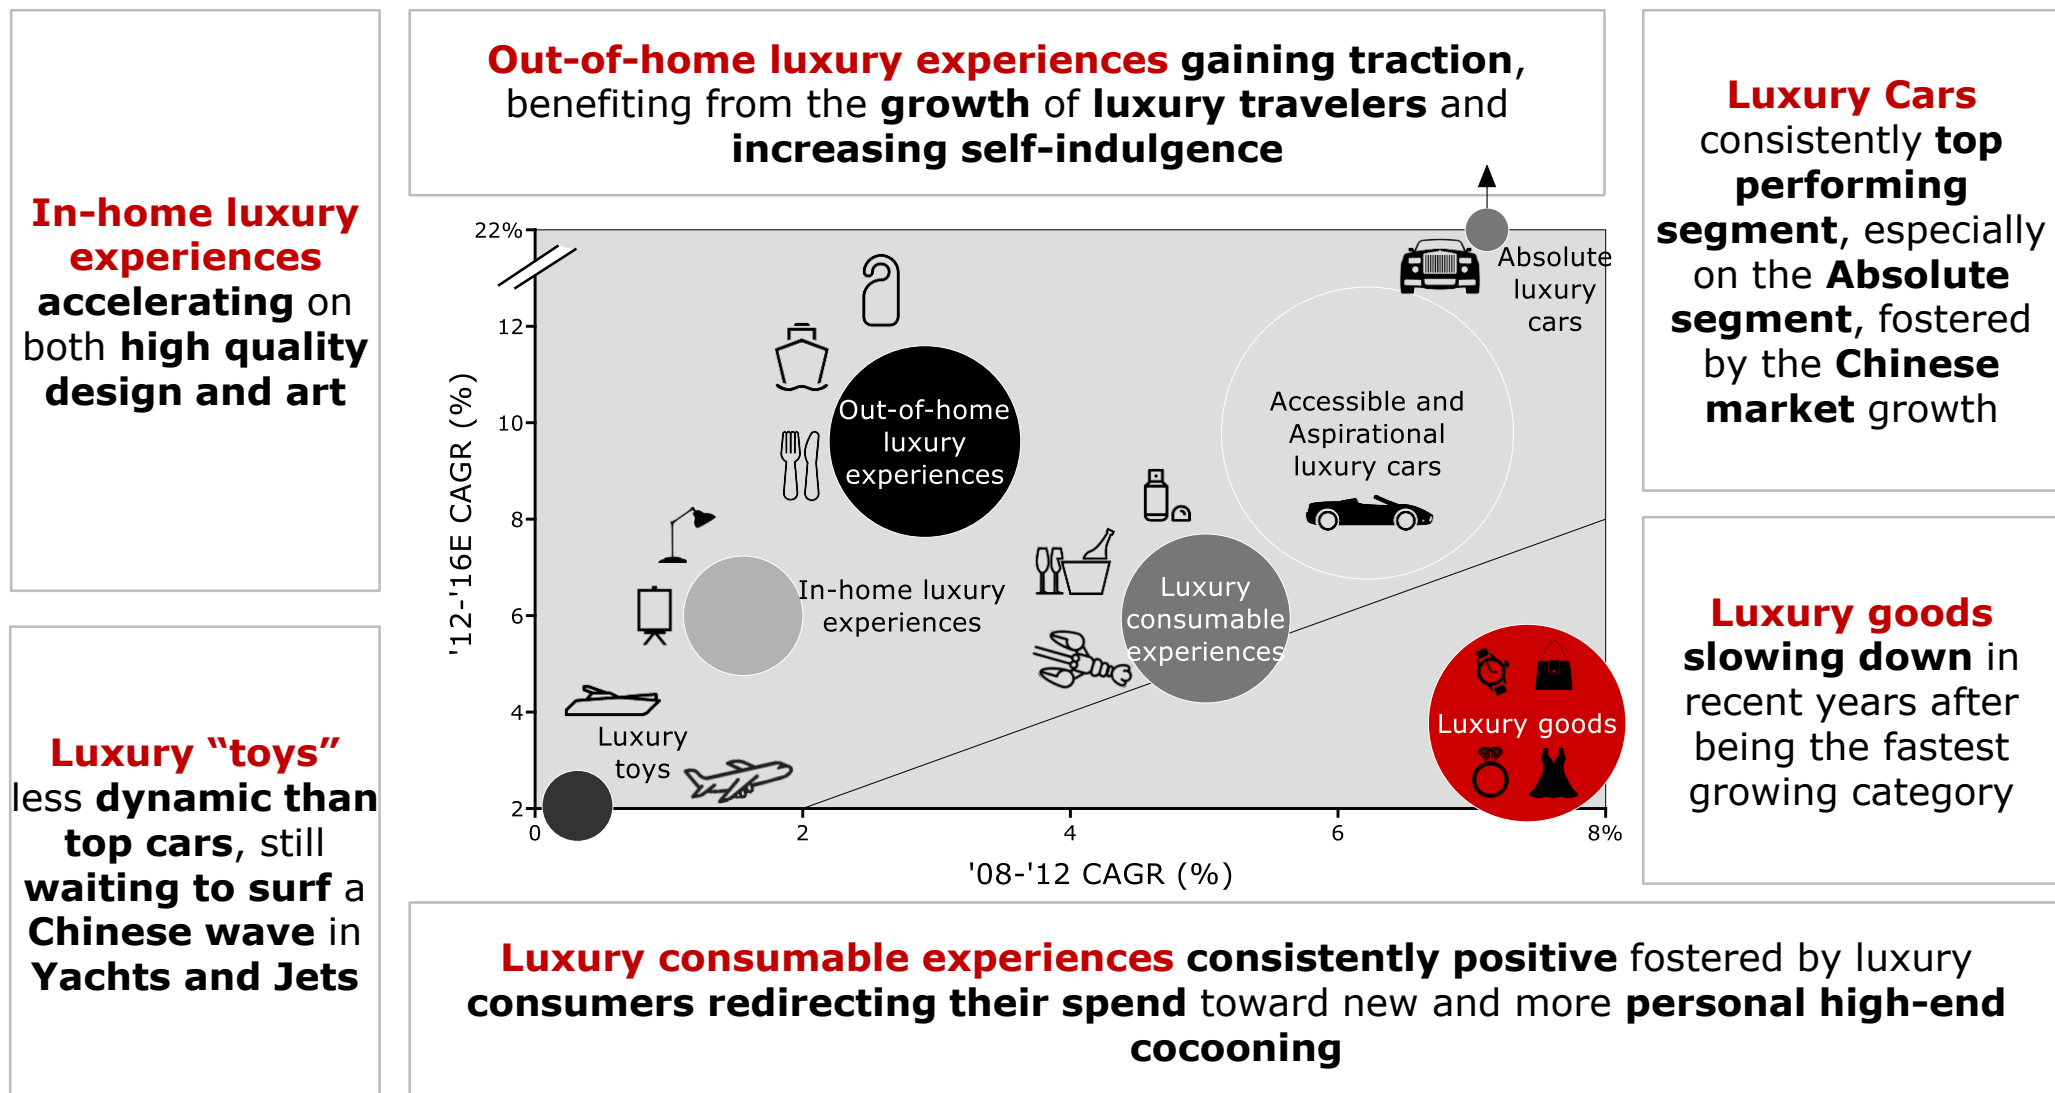 In-home luxury
experiences
accelerating on
both high quality
design and art
Luxury “toys”
less dynamic than
top cars, still
waiting to surf a
Chinese wave in
Yachts and Jets
Out-of-home luxury experiences gaining traction,
benefiting from the growth of luxury travelers and
increasing self-indulgence
'12-'16E CAGR (%)
22%
12
10
8
6
4
2
0
2
4
6
8%
'08-'12 CAGR (%)
Absolute
luxury
cars
Out-of-home
luxury
experiences
Accessible and
Aspirational
luxury cars
In-home luxury
experiences
Luxury
consumable
experiences
Luxury
toys
Luxury goods
Luxury Cars
consistently top
performing
segment, especially
on the Absolute
segment, fostered
by the Chinese
market growth
Luxury goods
slowing down in
recent years after
being the fastest
growing category
Luxury consumable experiences consistently positive fostered by luxury
consumers redirecting their spend toward new and more personal high-end
cocooning